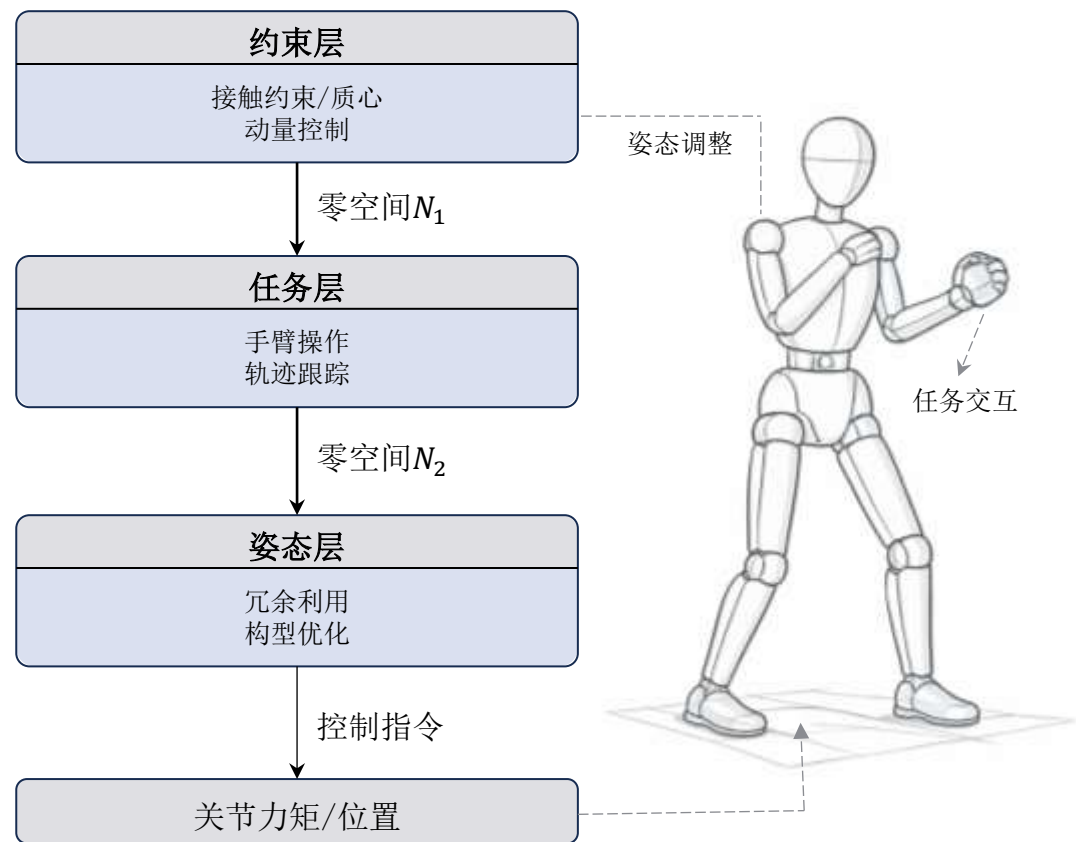 约束层
接触约束/质心
动量控制
姿态调整
零空间N₁
任务层
手臂操作
轨迹跟踪
任务交互
零空间N₂
姿态层
冗余利用
构型优化
控制指令
关节力矩/位置